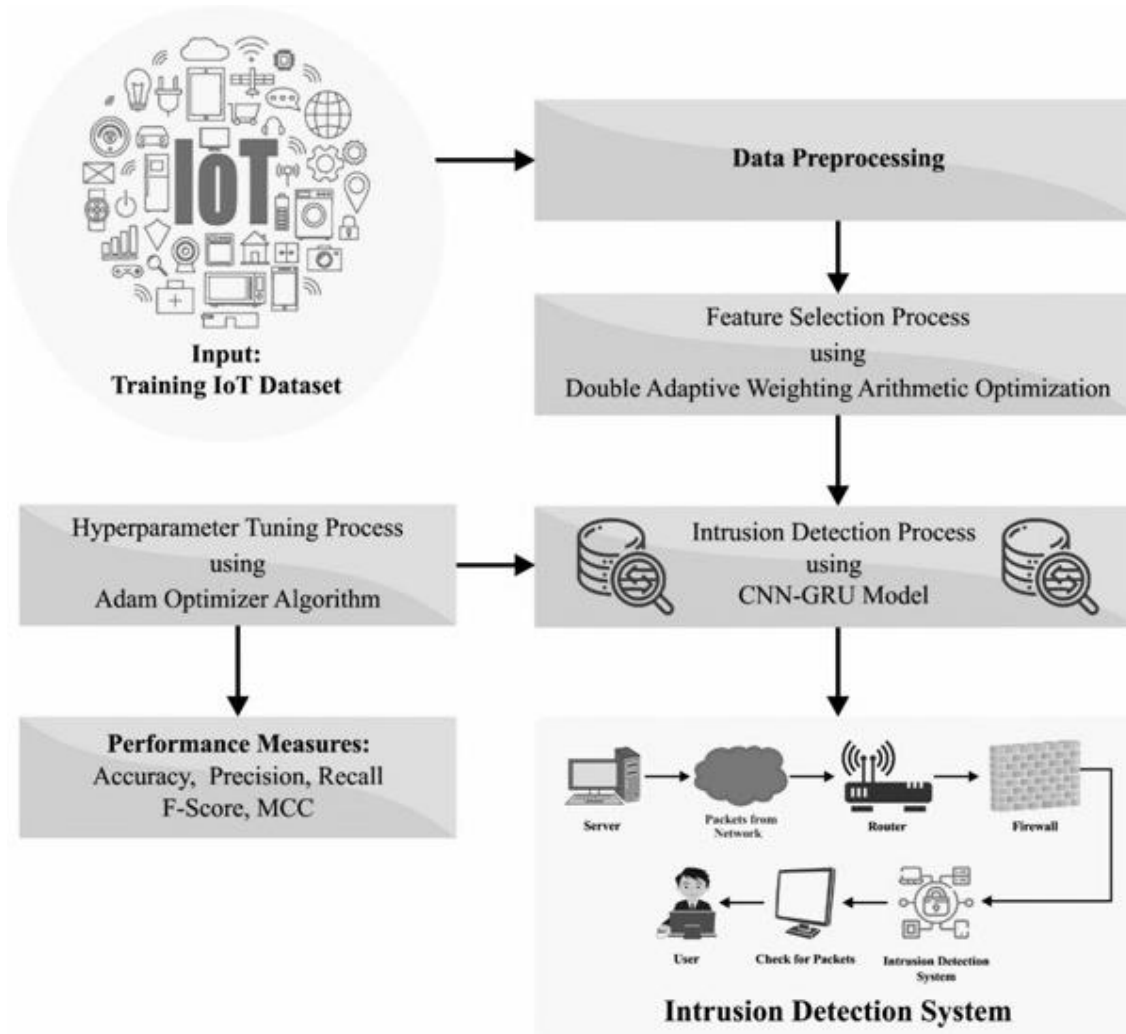 IoT
Input:
Training IoT Dataset
Data Preprocessing
Feature Selection Process
using
Double Adaptive Weighting Arithmetic Optimization
Hyperparameter Tuning Process
using
Adam Optimizer Algorithm
Intrusion Detection Process
using
CNN-GRU Model
Performance Measures:
Accuracy, Precision, Recall
F-Score, MCC
Server
Packets from
Network
Router
Firewall
User
Check for Packets
Intrusion Detection
System
Intrusion Detection System